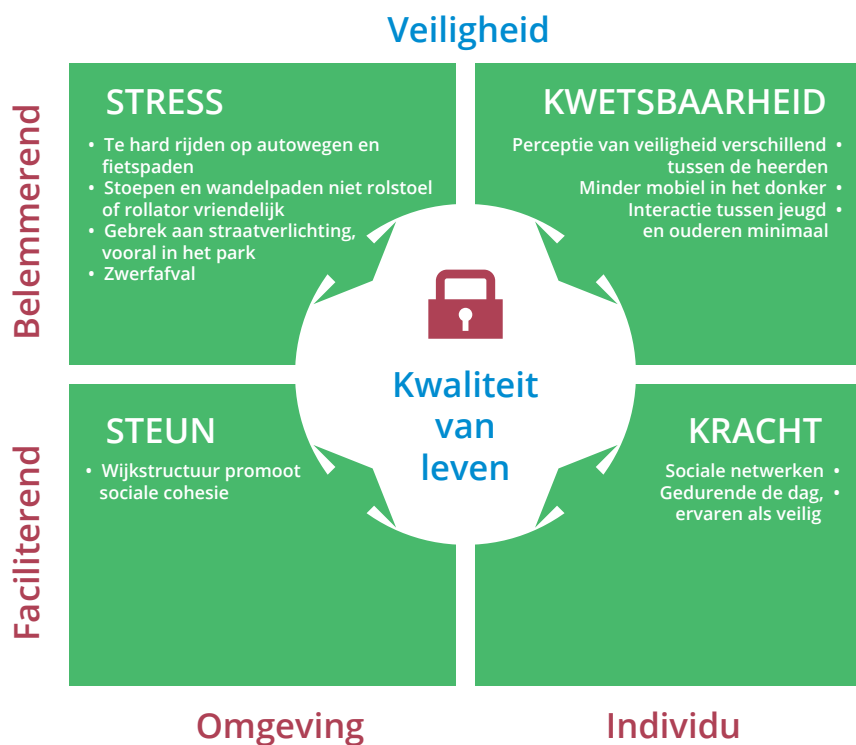 Veiligheid
Belemmerend
STRESS
• Te hard rijden op autowegen en
fietspaden
• Stoepen en wandelpaden niet rolstoel
of rollator vriendelijk
• Gebrek aan straatverlichting,
vooral in het park
• Zwerfafval
KWETSBAARHEID
Perceptie van veiligheid verschillend •
tussen de heerden
Minder mobiel in het donker •
Interactie tussen jeugd •
en ouderen minimaal
Kwaliteit
van
leven
Faciliterend
STEUN
• Wijkstructuur promoot
sociale cohesie
KRACHT
Sociale netwerken •
Gedurende de dag, •
ervaren als veilig
Omgeving
Individu